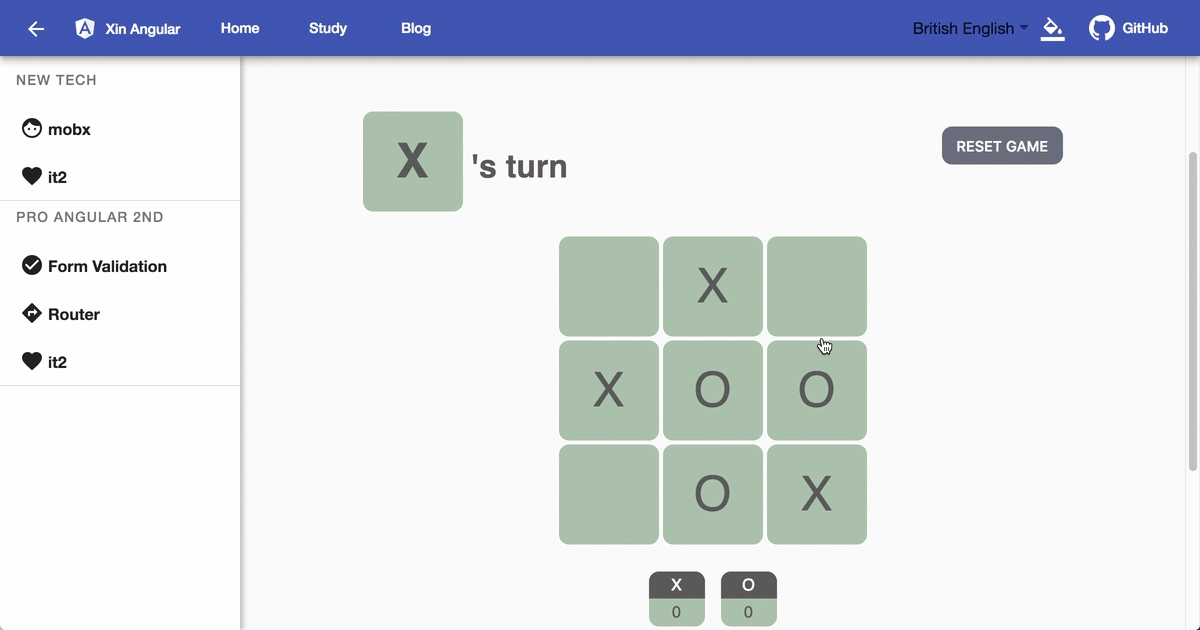 Xin Angular Home Study Blog British English GitHub
NEW TECH
mobx
it2
PRO ANGULAR 2ND
Form Validation
Router
it2
X 's turn
RESET GAME
X
X O O
O X
X O
0 0